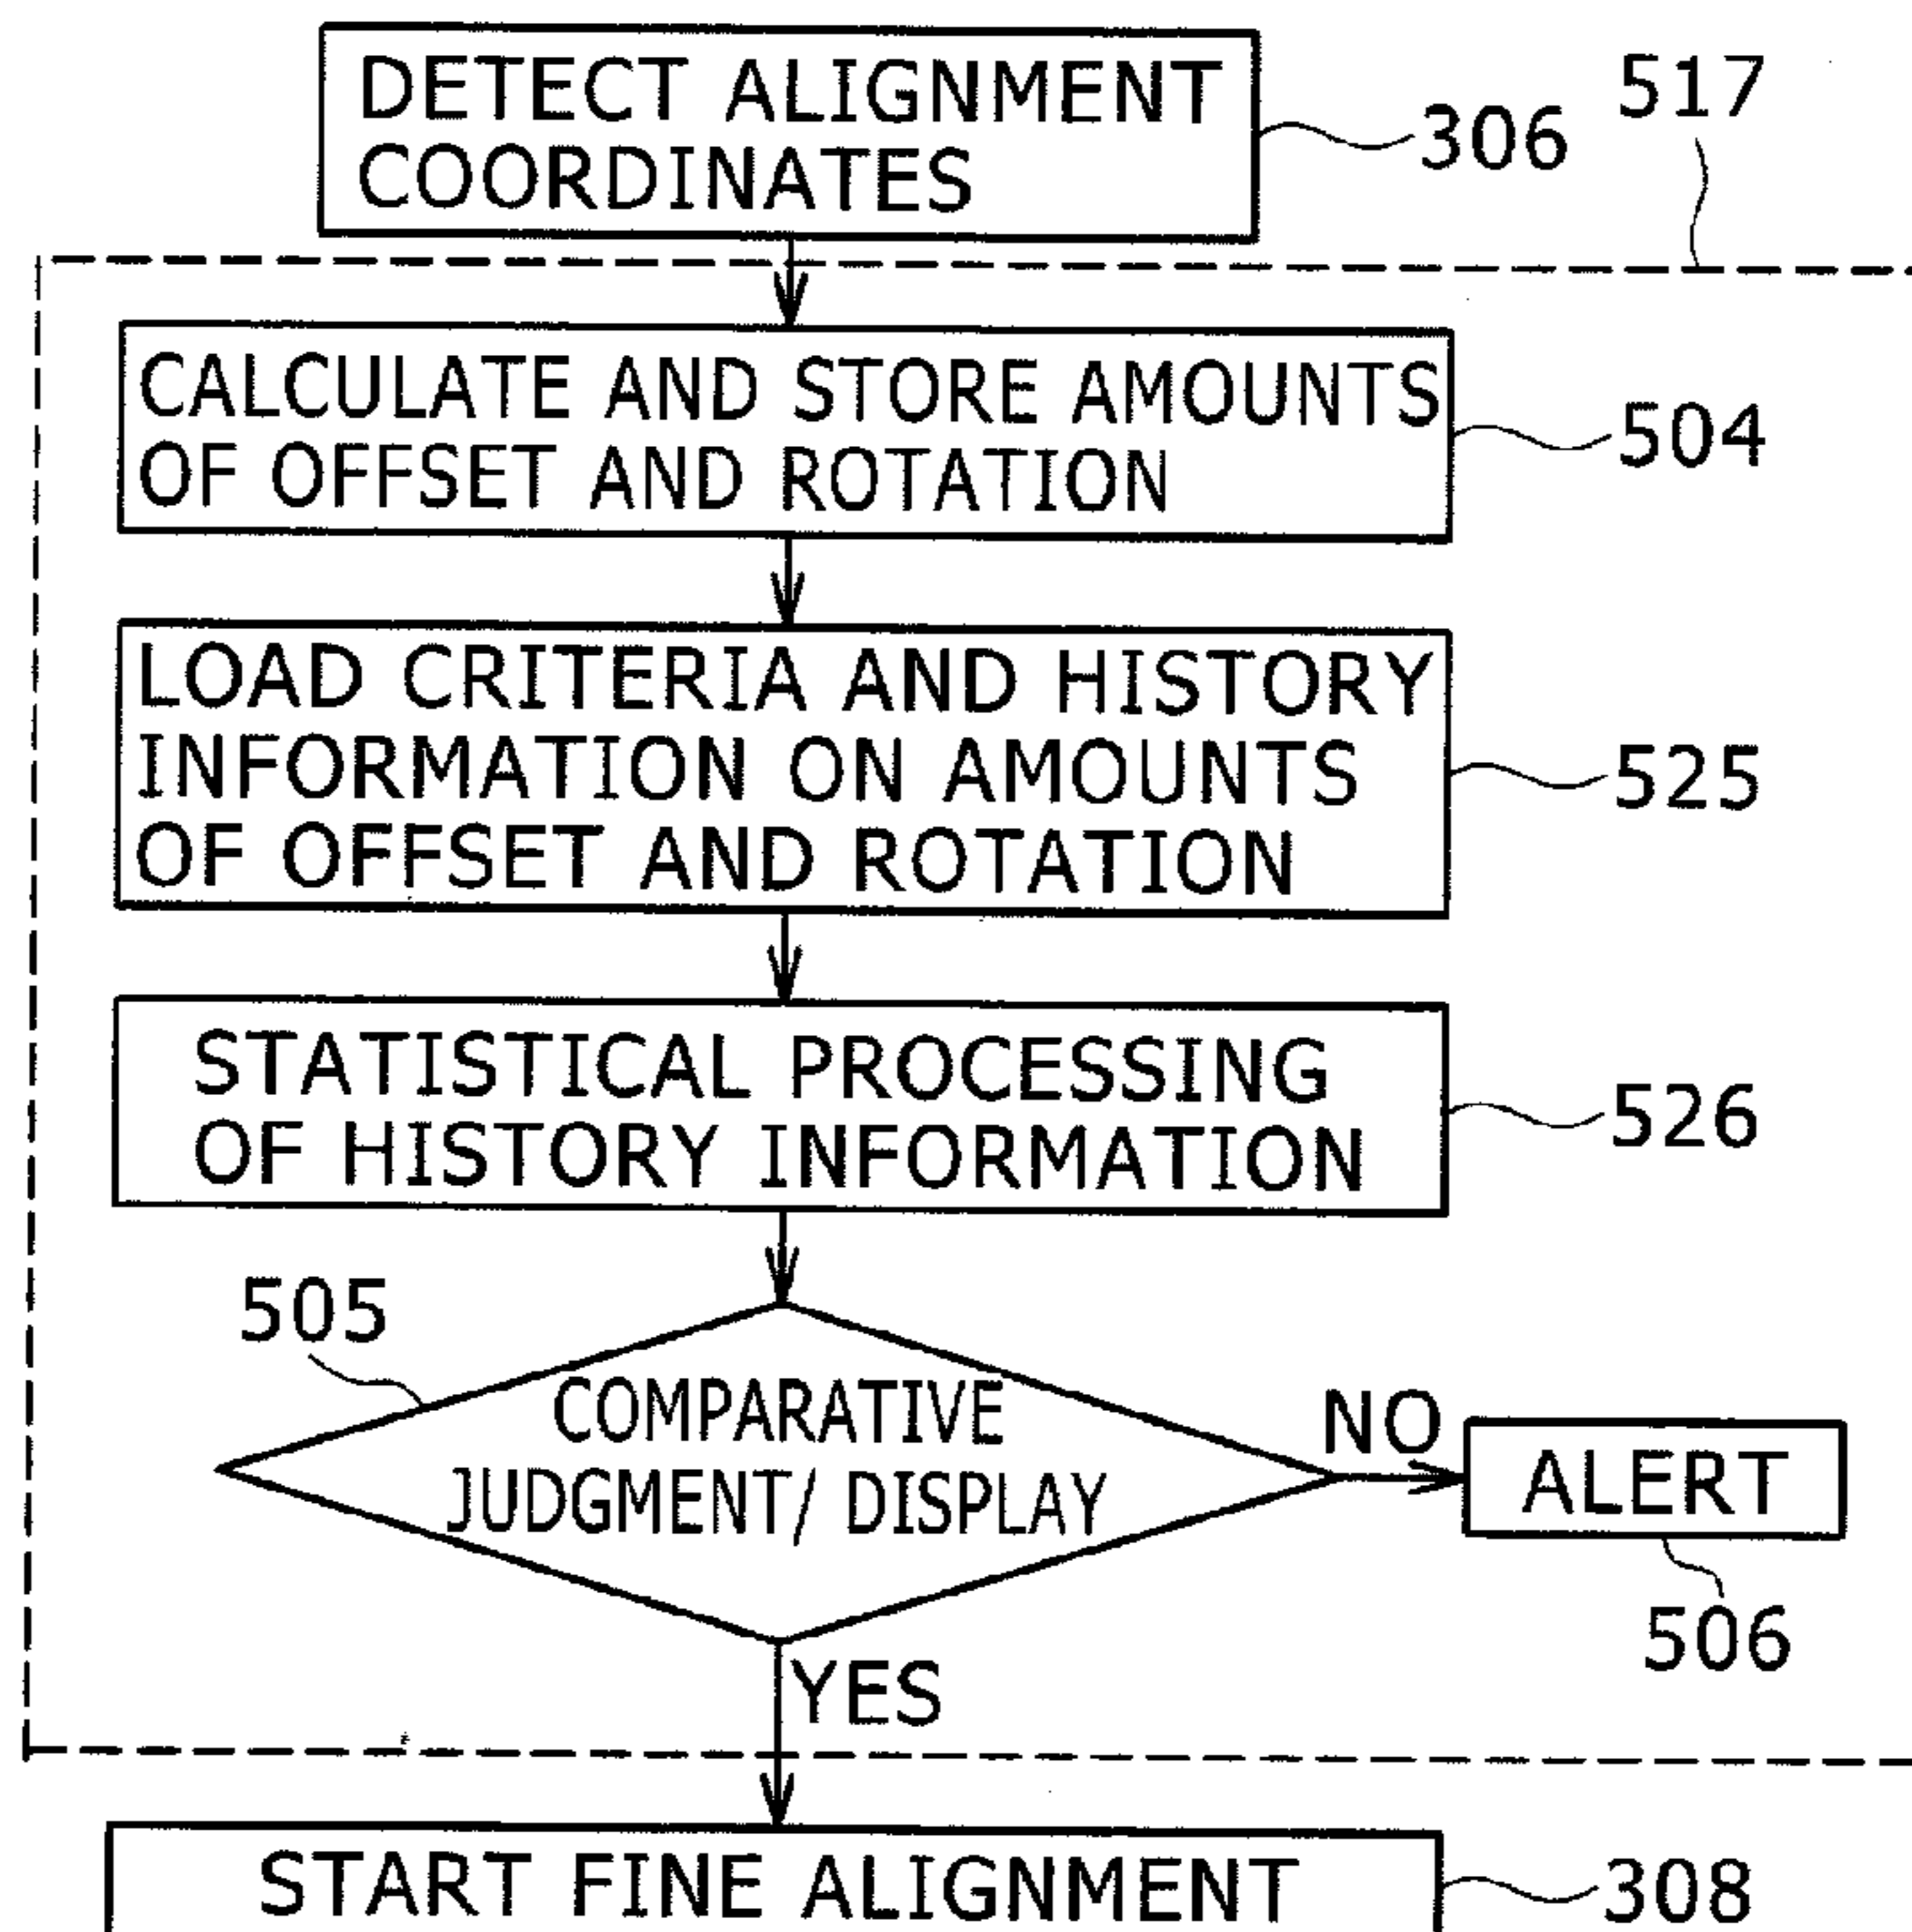 DETECT ALIGNMENT
COORDINATES
306
517
CALCULATE AND STORE AMOUNTS
OF OFFSET AND ROTATION
504
LOAD CRITERIA AND HISTORY
INFORMATION ON AMOUNTS
OF OFFSET AND ROTATION
525
STATISTICAL PROCESSING
OF HISTORY INFORMATION
526
505
COMPARATIVE
JUDGMENT/ DISPLAY
NO
ALERT
506
YES
START FINE ALIGNMENT
308